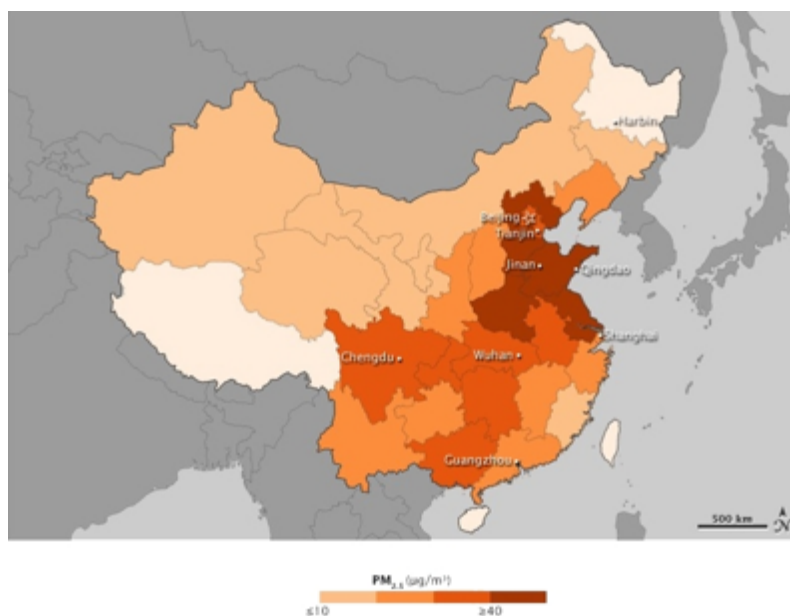 Harbin
Beijing
Tianjin
Jinan
Qingdao
Shanghai
Chengdu
Wuhan
Guangzhou
500 km
N
PM2.5 (µg/m³)
≤10 ≥40